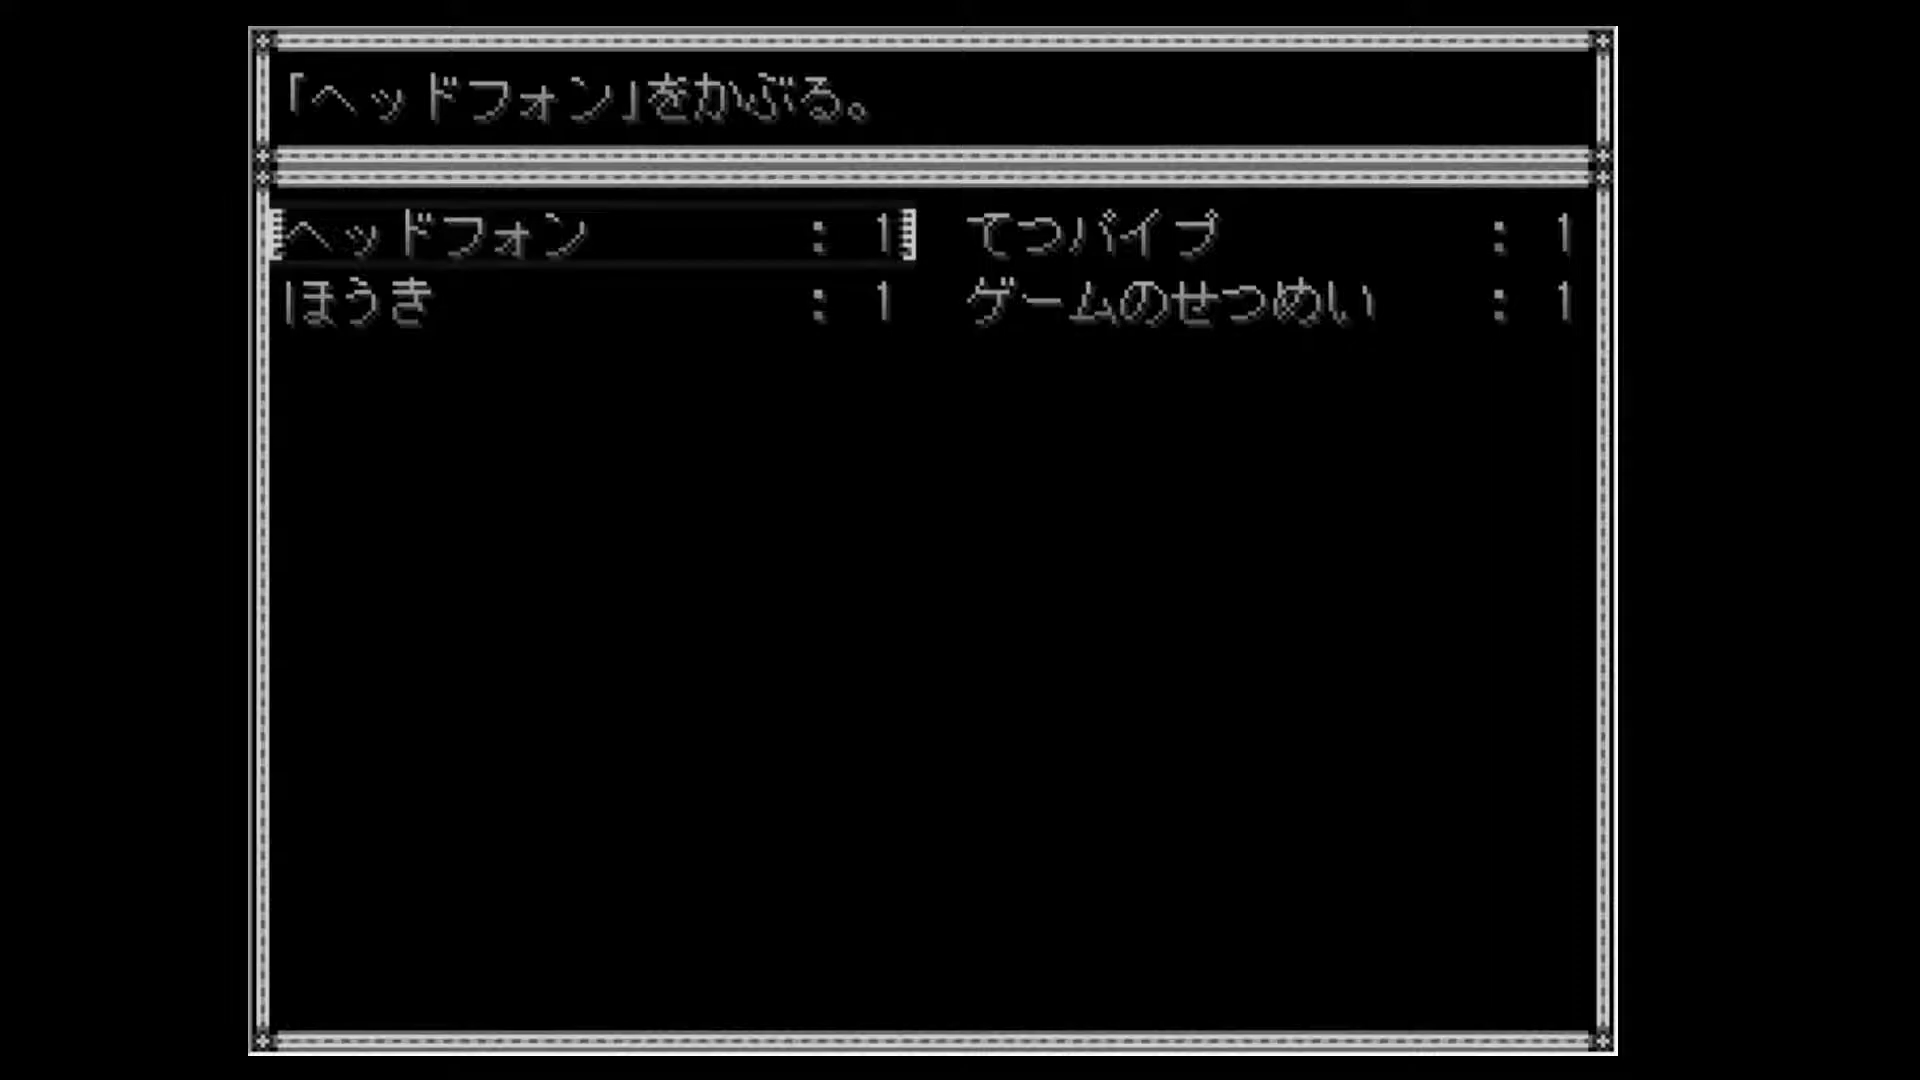 「ヘッドフォン」をかぶる。
ヘッドフォン : 1 てつパイプ : 1
ほうき : 1 ゲームのせつめい : 1